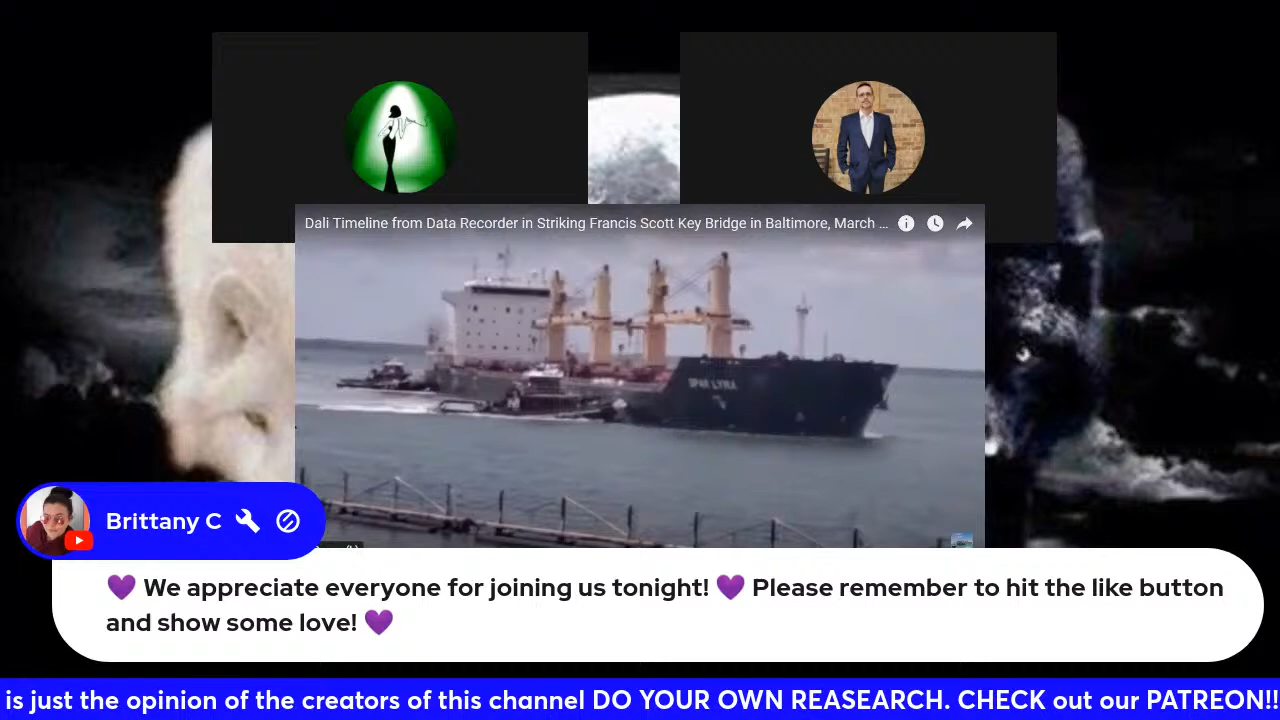 Dali Timeline from Data Recorder in Striking Francis Scott Key Bridge in Baltimore, March ...
SPAR LYRA
Brittany C
💜 We appreciate everyone for joining us tonight! 💜 Please remember to hit the like button
and show some love! 💜
is just the opinion of the creators of this channel DO YOUR OWN REASEARCH. CHECK out our PATREON!!